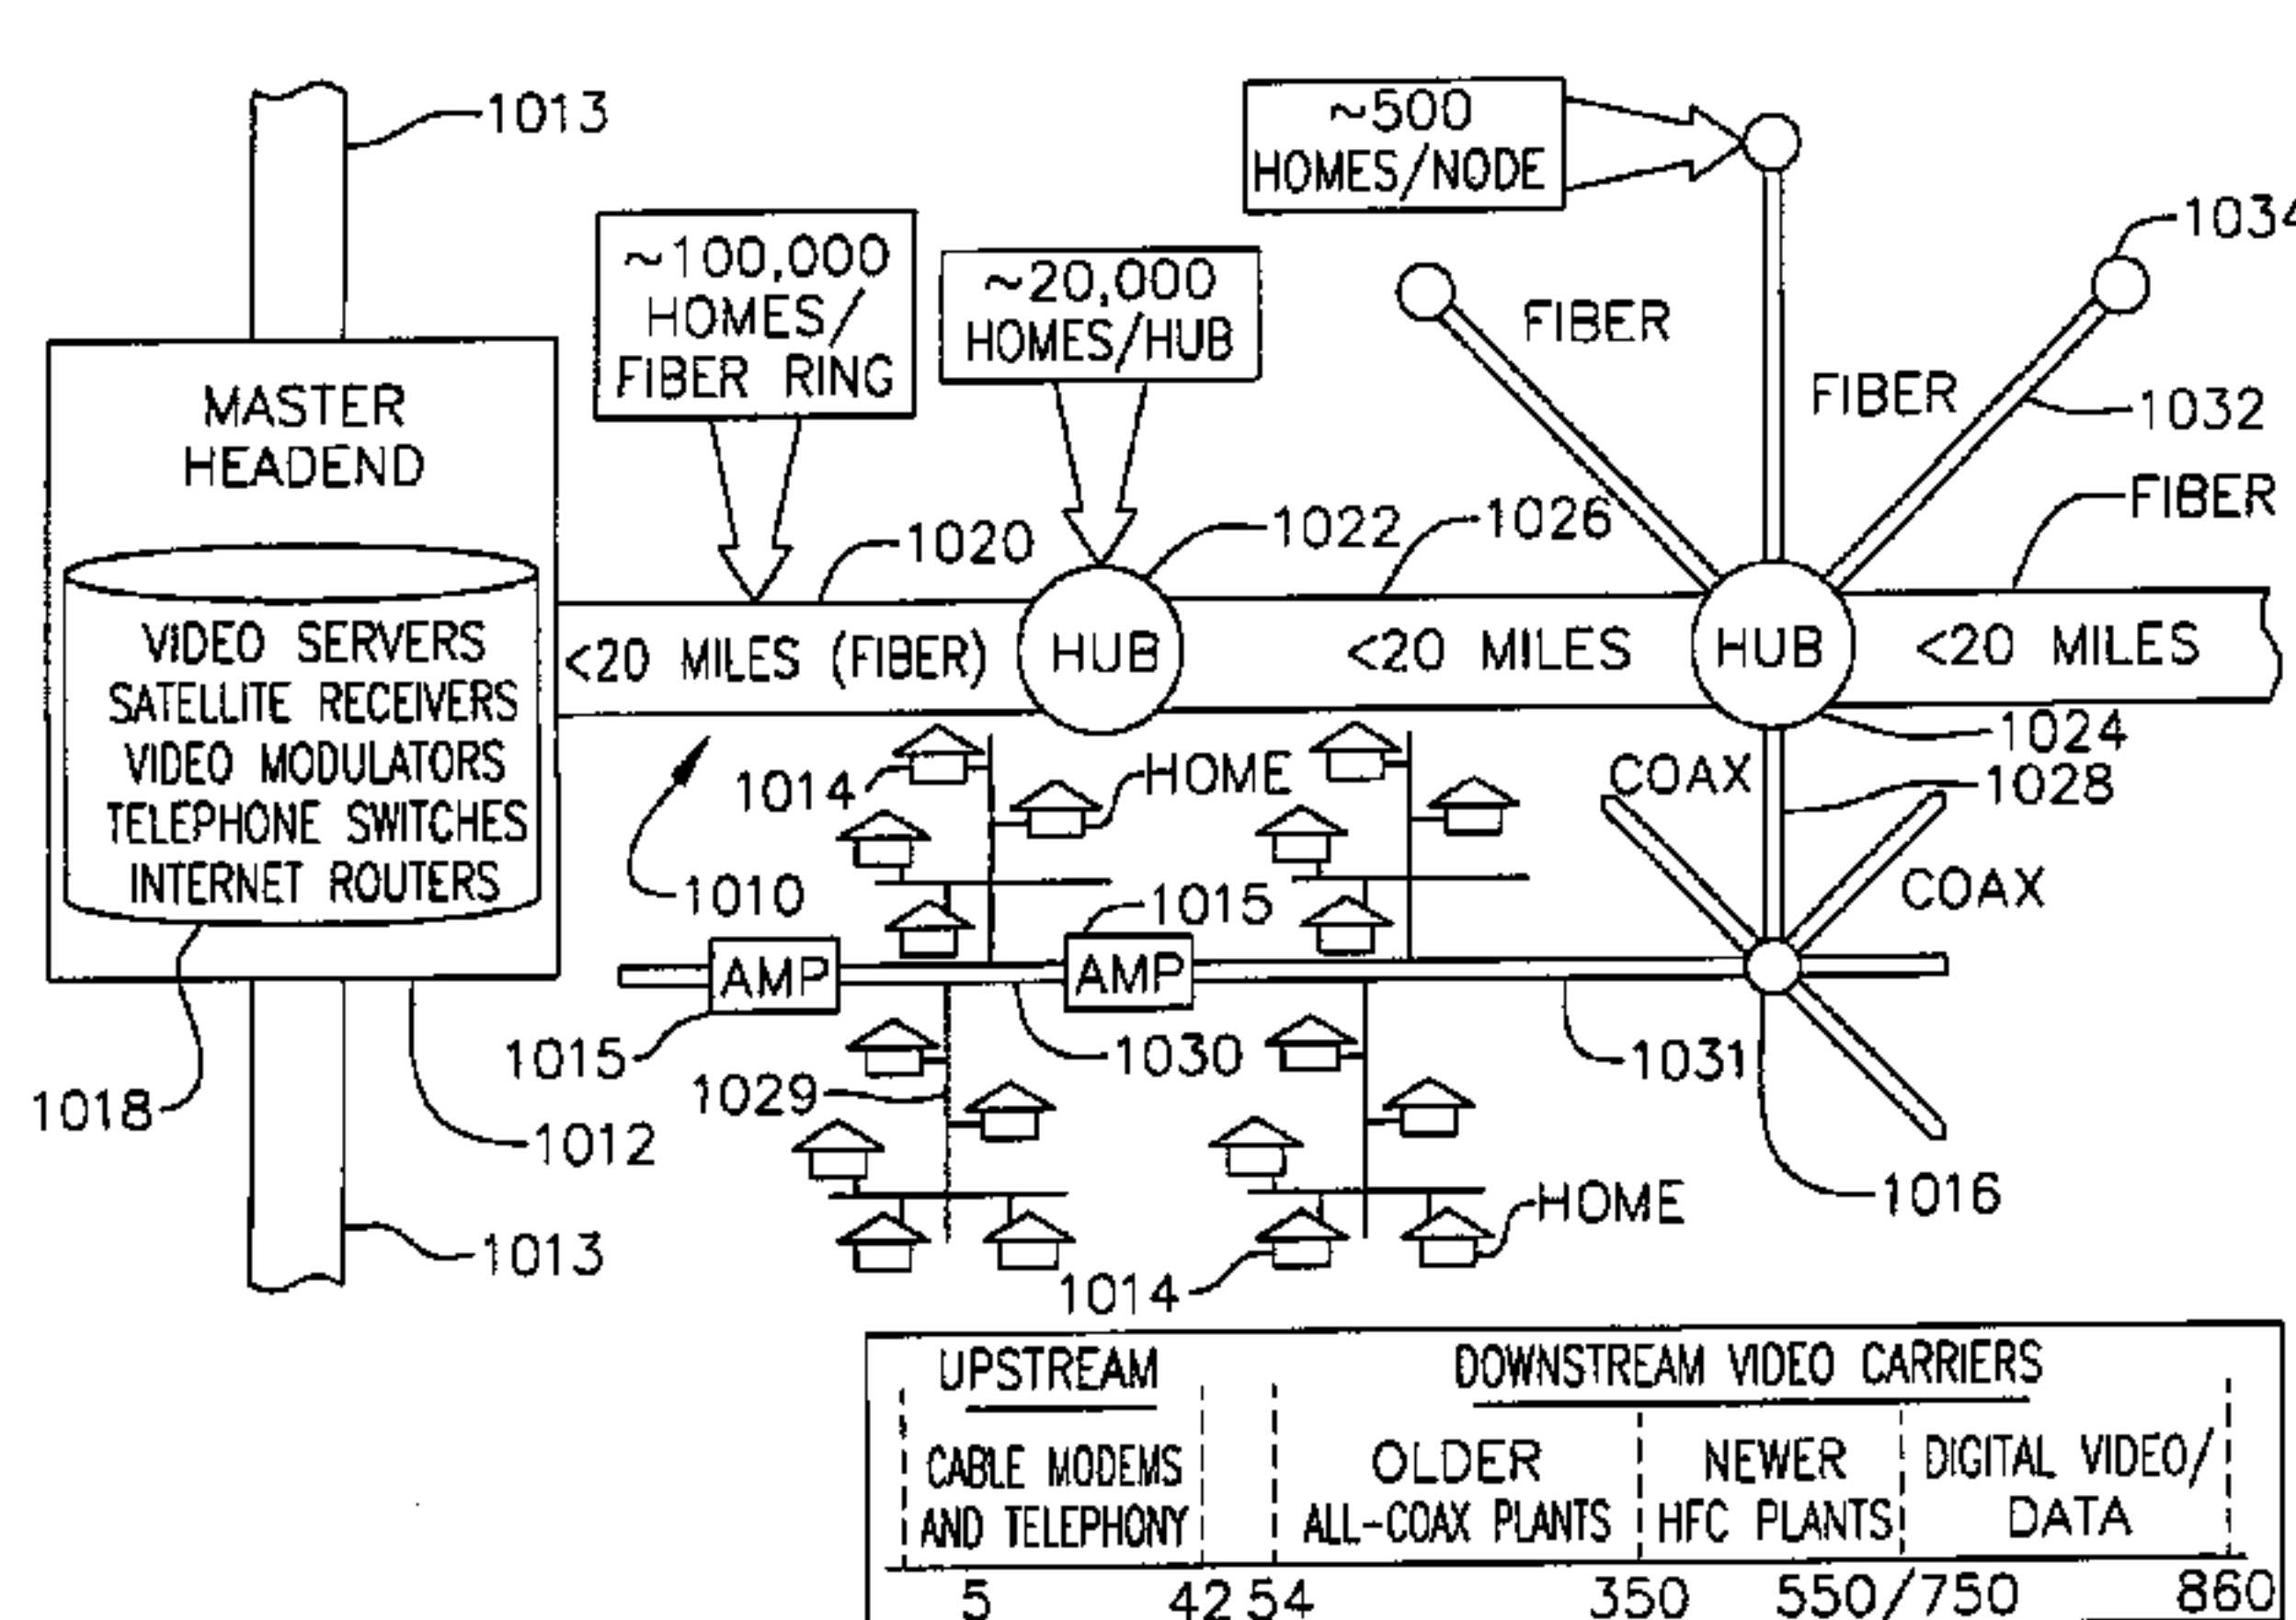 1013
~500
HOMES/NODE
1034
~100,000
HOMES/
FIBER RING
~20,000
HOMES/HUB
FIBER
FIBER
1032
MASTER
HEADEND
FIBER
1020
1022
1026
VIDEO SERVERS
SATELLITE RECEIVERS
VIDEO MODULATORS
TELEPHONE SWITCHES
INTERNET ROUTERS
<20 MILES (FIBER)
HUB
<20 MILES
HUB
<20 MILES
1024
1014
HOME
COAX
1028
1010
1015
COAX
AMP
AMP
1015
1030
1031
1029
1018
1012
1016
HOME
1013
1014
UPSTREAM
DOWNSTREAM VIDEO CARRIERS
CABLE MODEMS
AND TELEPHONY
OLDER
ALL-COAX PLANTS
NEWER
HFC PLANTS
DIGITAL VIDEO/
DATA
5 42 54 350 550/750 860